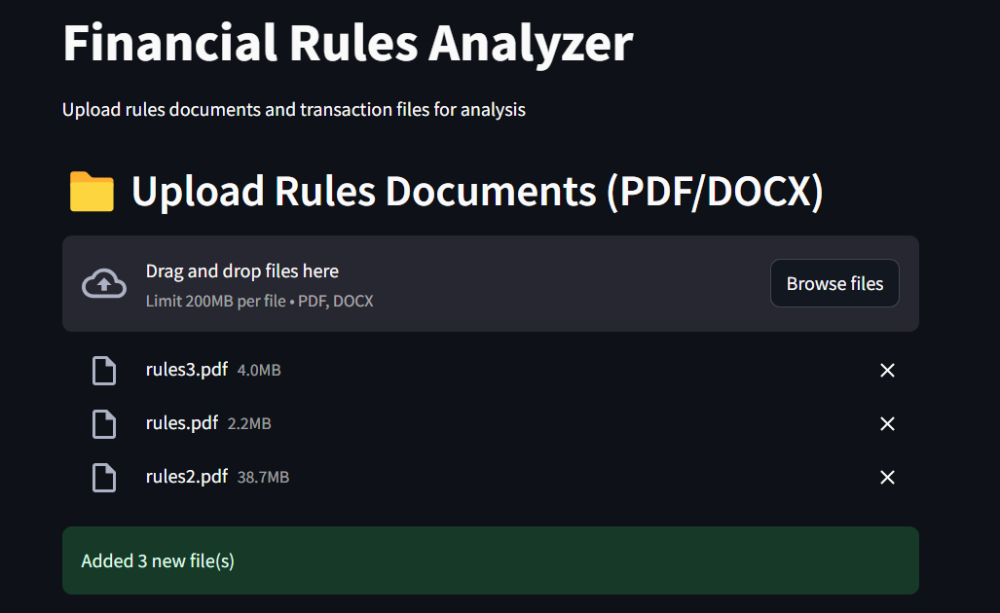 Financial Rules Analyzer
Upload rules documents and transaction files for analysis
Upload Rules Documents (PDF/DOCX)
Drag and drop files here
Limit 200MB per file • PDF, DOCX
Browse files
rules3.pdf 4.0MB
rules.pdf 2.2MB
rules2.pdf 38.7MB
Added 3 new file(s)